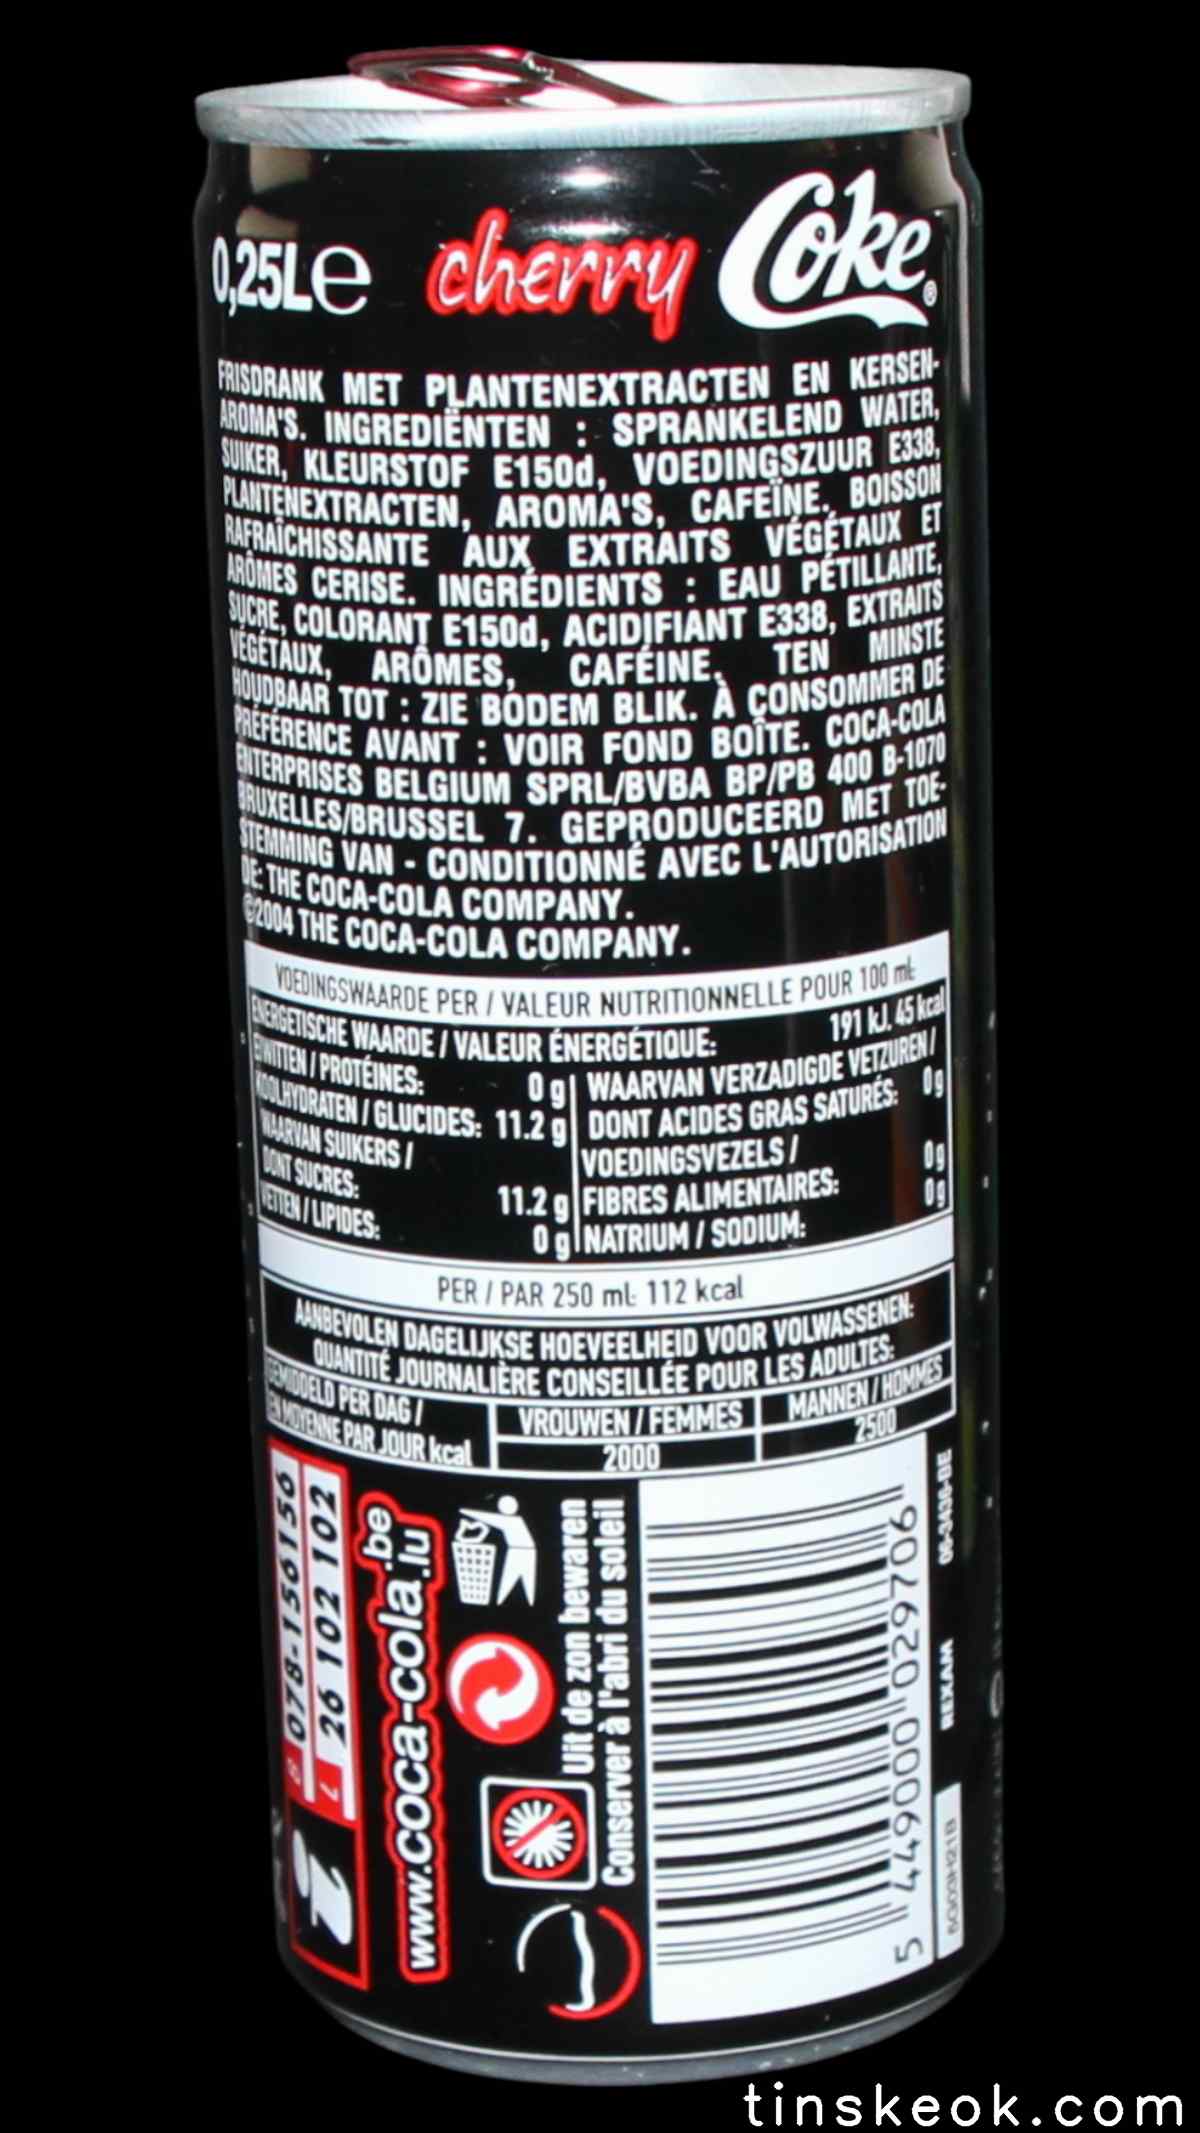 0,25L e cherry Coke®
FRISDRANK MET PLANTENEXTRACTEN EN KERSEN-
AROMA'S. INGREDIËNTEN : SPRANKELEND WATER,
SUIKER, KLEURSTOF E150d, VOEDINGSZUUR E338,
PLANTENEXTRACTEN, AROMA'S, CAFEÏNE. BOISSON
RAFRAÎCHISSANTE AUX EXTRAITS VÉGÉTAUX ET
ARÔMES CERISE. INGRÉDIENTS : EAU PÉTILLANTE,
SUCRE, COLORANT E150d, ACIDIFIANT E338, EXTRAITS
VÉGÉTAUX, ARÔMES, CAFÉINE. TEN MINSTE
HOUDBAAR TOT : ZIE BODEM BLIK. À CONSOMMER DE
PRÉFÉRENCE AVANT : VOIR FOND BOÎTE. COCA-COLA
ENTERPRISES BELGIUM SPRL/BVBA BP/PB 400 B-1070
BRUXELLES/BRUSSEL 7. GEPRODUCEERD MET TOE-
STEMMING VAN - CONDITIONNÉ AVEC L'AUTORISATION
DE: THE COCA-COLA COMPANY.
©2004 THE COCA-COLA COMPANY.
VOEDINGSWAARDE PER / VALEUR NUTRITIONNELLE POUR 100 ml:
ENERGETISCHE WAARDE / VALEUR ÉNERGÉTIQUE: 191 kJ. 45 kcal
EIWITTEN / PROTÉINES: 0 g
KOOLHYDRATEN / GLUCIDES: 11.2 g
WAARVAN SUIKERS /
DONT SUCRES: 11.2 g
VETTEN / LIPIDES: 0 g
WAARVAN VERZADIGDE VETZUREN /
DONT ACIDES GRAS SATURÉS: 0g
VOEDINGSVEZELS /
FIBRES ALIMENTAIRES: 0g
NATRIUM / SODIUM: 0g
PER / PAR 250 ml: 112 kcal
AANBEVOLEN DAGELIJKSE HOEVEELHEID VOOR VOLWASSENEN:
QUANTITÉ JOURNALIÈRE CONSEILLÉE POUR LES ADULTES:
GEMIDDELD PER DAG /
EN MOYENNE PAR JOUR kcal
VROUWEN / FEMMES
2000
MANNEN / HOMMES
2500
i
078-156156
26 102 102
www.coca-cola.be
.lu
Uit de zon bewaren
Conserver à l'abri du soleil
5 449000 029706
06-3436-BE
REXAM
tinskeok.com